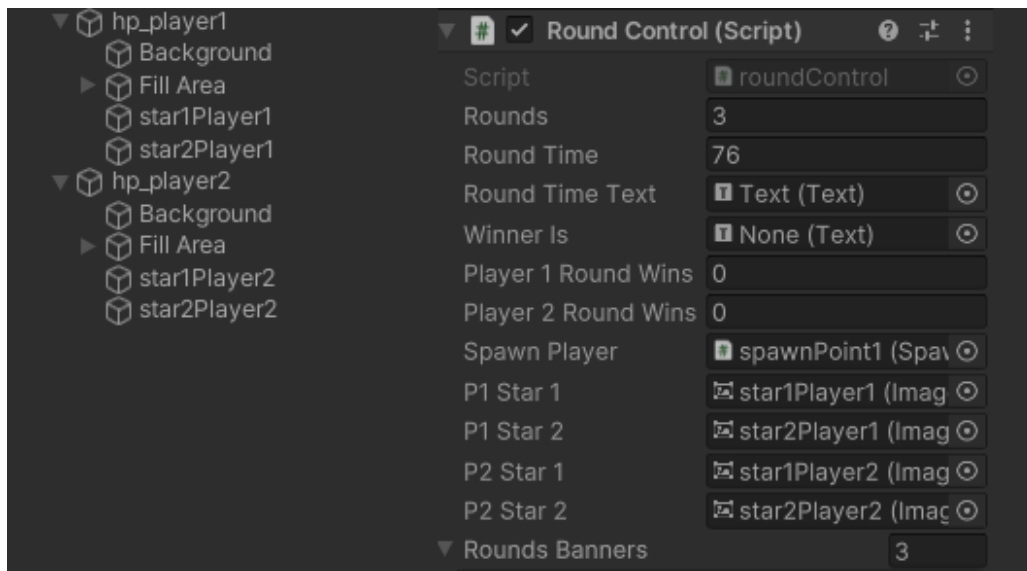 hp_player1
Background
Fill Area
star1Player1
star2Player1
hp_player2
Background
Fill Area
star1Player2
star2Player2
# Round Control (Script)
Script # roundControl
Rounds 3
Round Time 76
Round Time Text T Text (Text)
Winner Is T None (Text)
Player 1 Round Wins 0
Player 2 Round Wins 0
Spawn Player # spawnPoint1 (Spaw
P1 Star 1 star1Player1 (Imag
P1 Star 2 star2Player1 (Imag
P2 Star 1 star1Player2 (Imag
P2 Star 2 star2Player2 (Imag
Rounds Banners 3